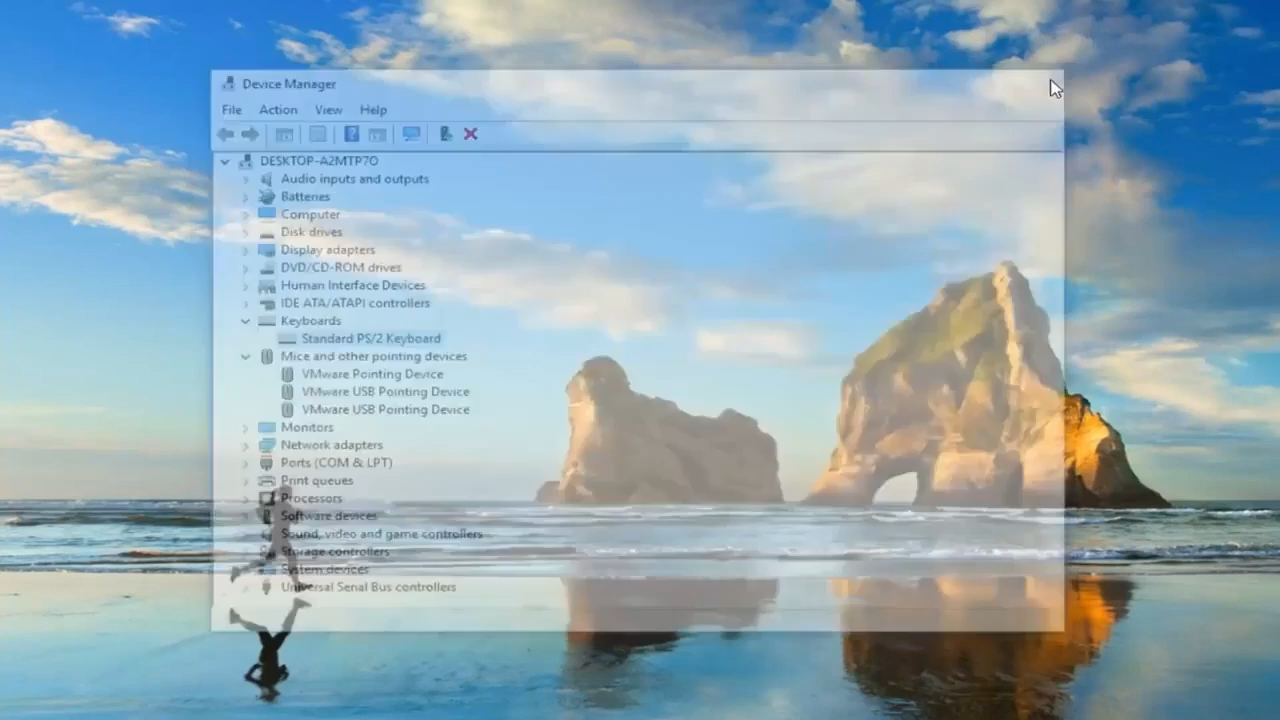 Device Manager
File Action View Help
DESKTOP-A2MTP7O
Audio inputs and outputs
Batteries
Computer
Disk drives
Display adapters
DVD/CD-ROM drives
Human Interface Devices
IDE ATA/ATAPI controllers
Keyboards
Standard PS/2 Keyboard
Mice and other pointing devices
VMware Pointing Device
VMware USB Pointing Device
VMware USB Pointing Device
Monitors
Network adapters
Ports (COM & LPT)
Print queues
Processors
Software devices
Sound, video and game controllers
Storage controllers
System devices
Universal Serial Bus controllers